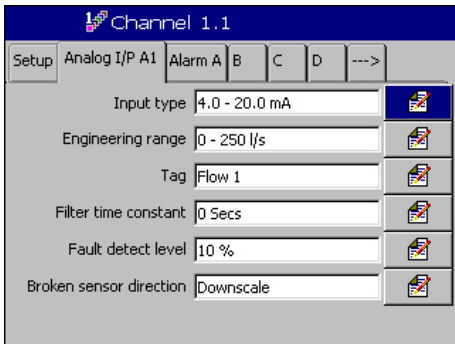 1 Channel 1.1
Setup Analog I/P A1 Alarm A B C D --->
Input type 4.0 - 20.0 mA
Engineering range 0 - 250 l/s
Tag Flow 1
Filter time constant 0 Secs
Fault detect level 10 %
Broken sensor direction Downscale